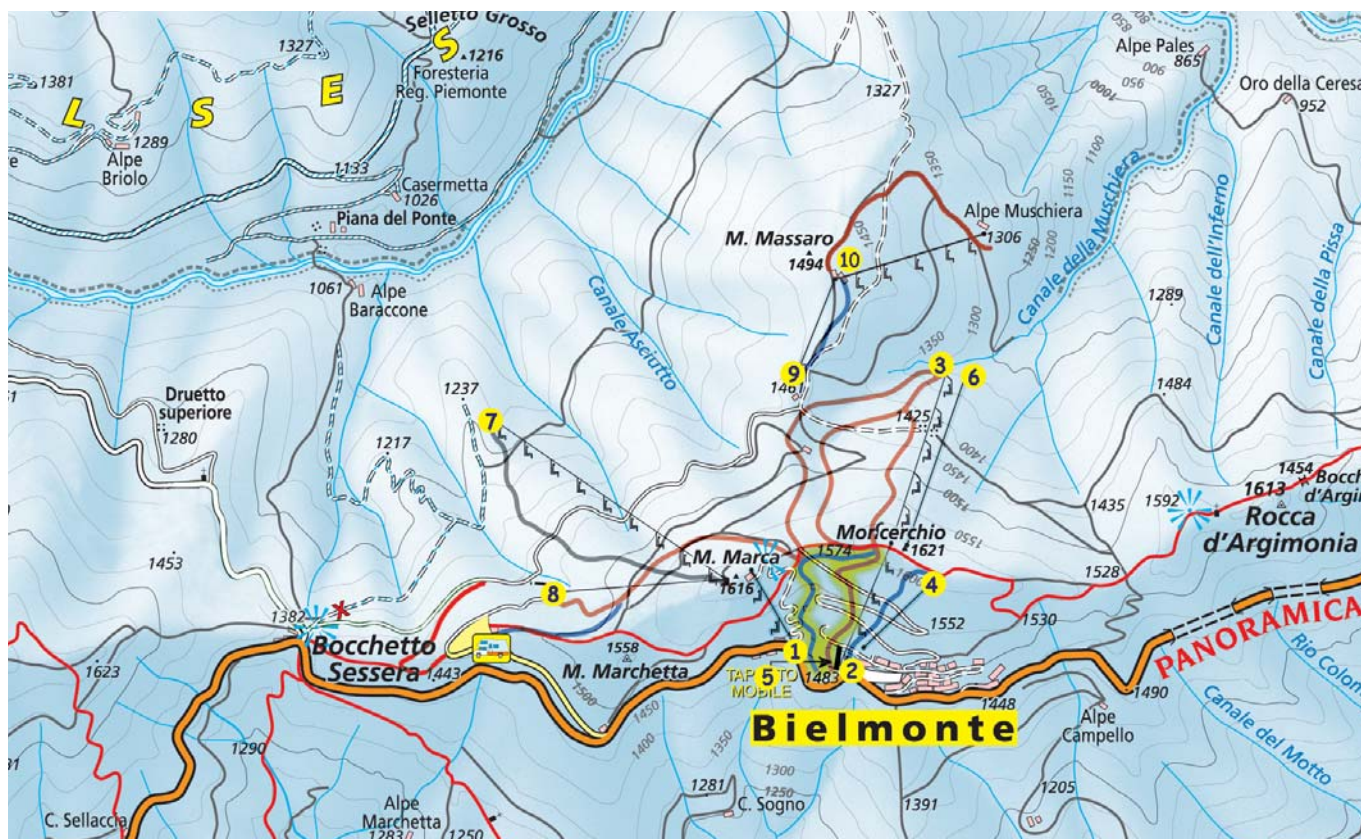 Selletto Grosso
1216
Foresteria
Reg. Piemonte
1327
1381
L S E S
1289
Alpe
Briolo
1133
Casermetta
1026
Piana del Ponte
1061
Alpe
Baraccone
Canale Asciutto
1327
Alpe Pales
865
850
900
950
1000
1050
1100
1150
1200
1250
Oro della Ceresa
952
1350
1450
Alpe Muschiera
1306
M. Massaro
1494
10
Canale della Muschiera
Canale dell'Inferno
Canale della Pissa
1289
1300
1350
9
1461
3
6
1484
1425
1400
1450
1500
1550
1435
Druetto
superiore
1280
1237
7
1217
1453
1382
Bocchetto
Sessera
8
M. Marca
1616
1574
Moncerchio
1621
1600
4
1592
1454
1613
Rocca
d'Argimonia
1528
1530
1552
PANORAMICA
1623
1443
1558
M. Marchetta
1500
1450
1400
1350
1300
1250
1
5
TAPPETO
MOBILE
1483
2
Bielmonte
1448
1490
Alpe
Campello
Canale del Motto
1290
C. Sellaccia
Alpe
Marchetta
1283
1250
1281
C. Sogno
1391
1205